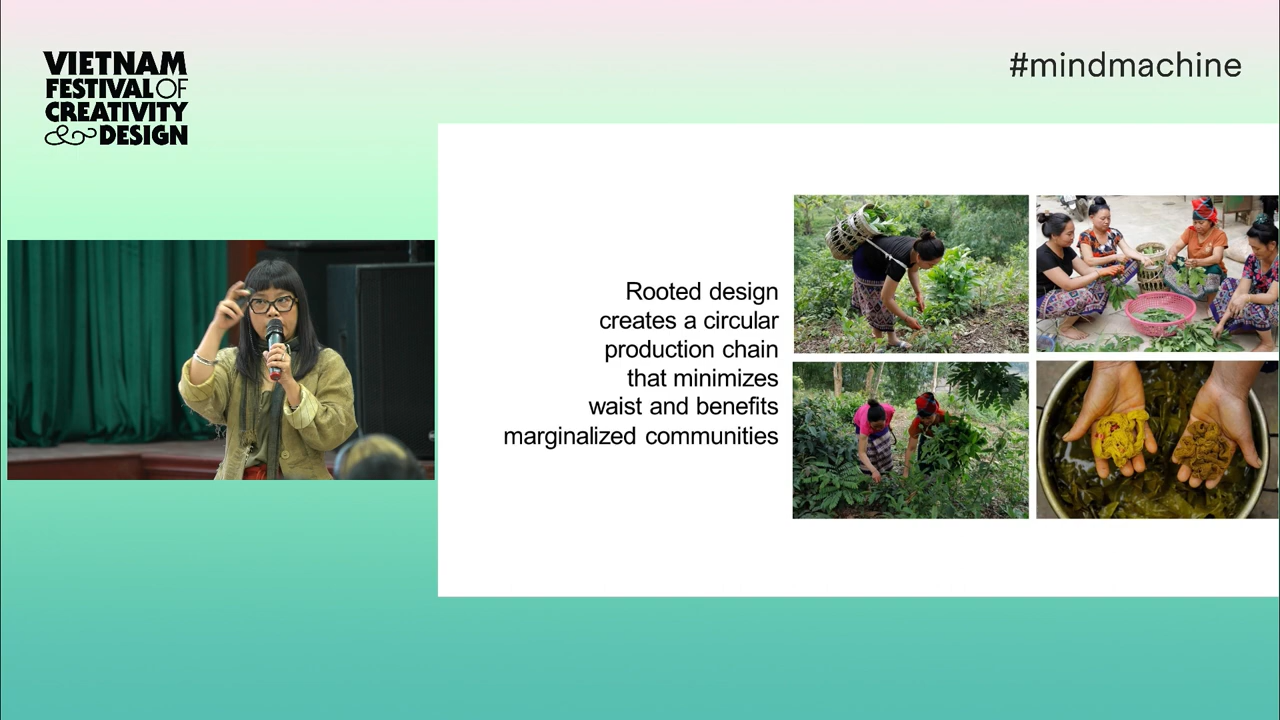 VIETNAM
FESTIVAL OF
CREATIVITY
& DESIGN
#mindmachine
Rooted design
creates a circular
production chain
that minimizes
waist and benefits
marginalized communities